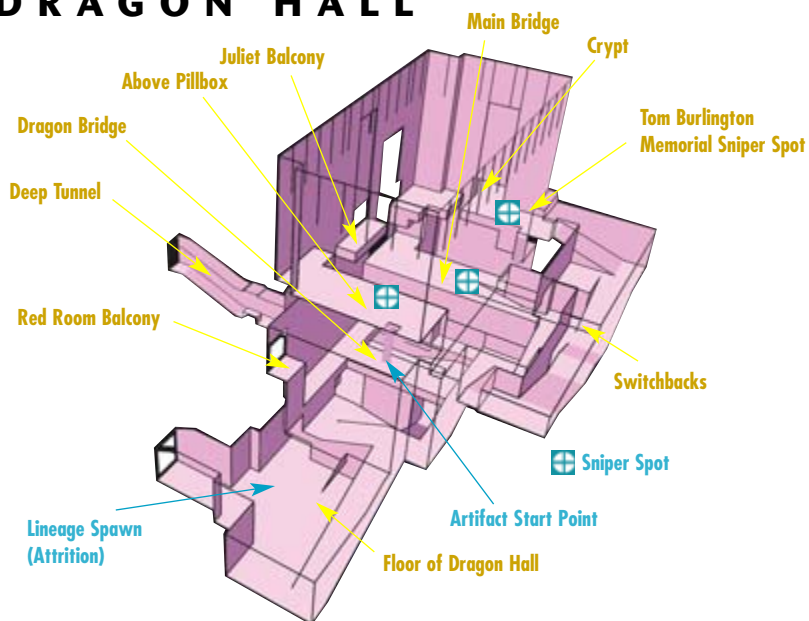 DRAGON HALL
Main Bridge
Juliet Balcony
Crypt
Above Pillbox
Tom Burlington
Memorial Sniper Spot
Dragon Bridge
Deep Tunnel
Red Room Balcony
Switchbacks
Sniper Spot
Artifact Start Point
Lineage Spawn
(Attrition)
Floor of Dragon Hall